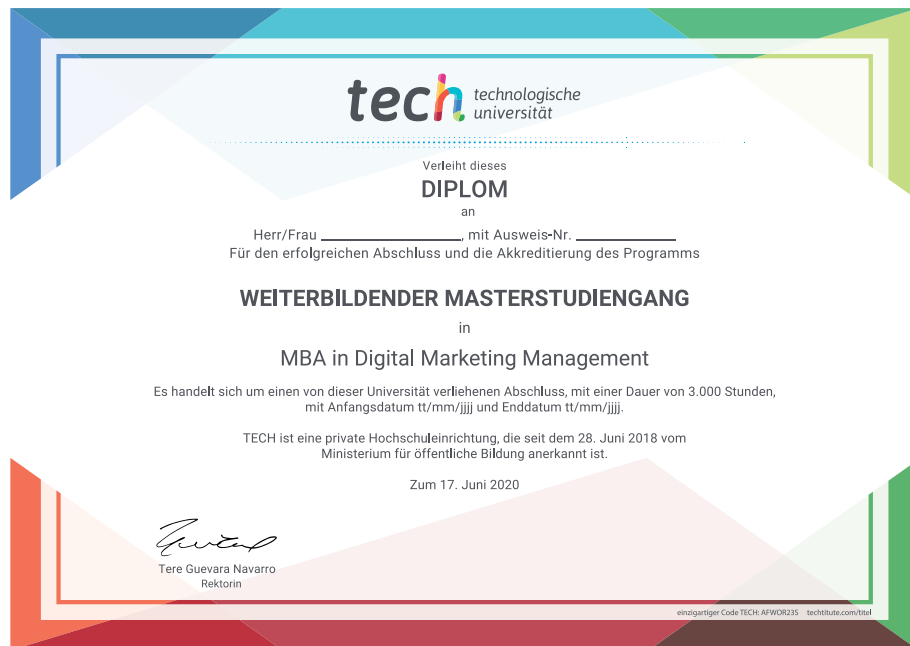 tech technologische
universität
Verleiht dieses
DIPLOM
an
Herr/Frau ____________, mit Ausweis-Nr. ____________
Für den erfolgreichen Abschluss und die Akkreditierung des Programms
WEITERBILDENDER MASTERSTUDIENGANG
in
MBA in Digital Marketing Management
Es handelt sich um einen von dieser Universität verliehenen Abschluss, mit einer Dauer von 3.000 Stunden,
mit Anfangsdatum tt/mm/jjjj und Enddatum tt/mm/jjjj.
TECH ist eine private Hochschuleinrichtung, die seit dem 28. Juni 2018 vom
Ministerium für öffentliche Bildung anerkannt ist.
Zum 17. Juni 2020
Tere Guevara Navarro
Rektorin
einzigartiger Code TECH: AFWOR23S techtitute.com/titel